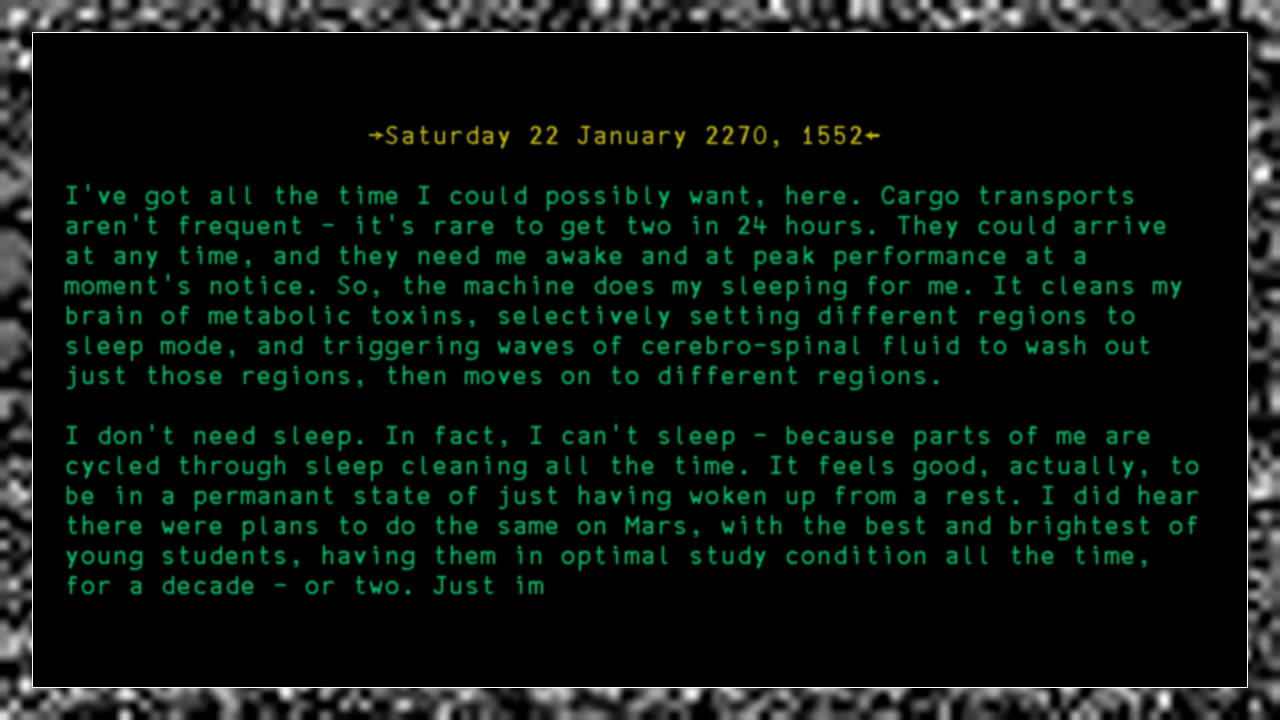 →Saturday 22 January 2270, 1552←
I've got all the time I could possibly want, here. Cargo transports
aren't frequent – it's rare to get two in 24 hours. They could arrive
at any time, and they need me awake and at peak performance at a
moment's notice. So, the machine does my sleeping for me. It cleans my
brain of metabolic toxins, selectively setting different regions to
sleep mode, and triggering waves of cerebro-spinal fluid to wash out
just those regions, then moves on to different regions.
I don't need sleep. In fact, I can't sleep – because parts of me are
cycled through sleep cleaning all the time. It feels good, actually, to
be in a permanant state of just having woken up from a rest. I did hear
there were plans to do the same on Mars, with the best and brightest of
young students, having them in optimal study condition all the time,
for a decade – or two. Just im